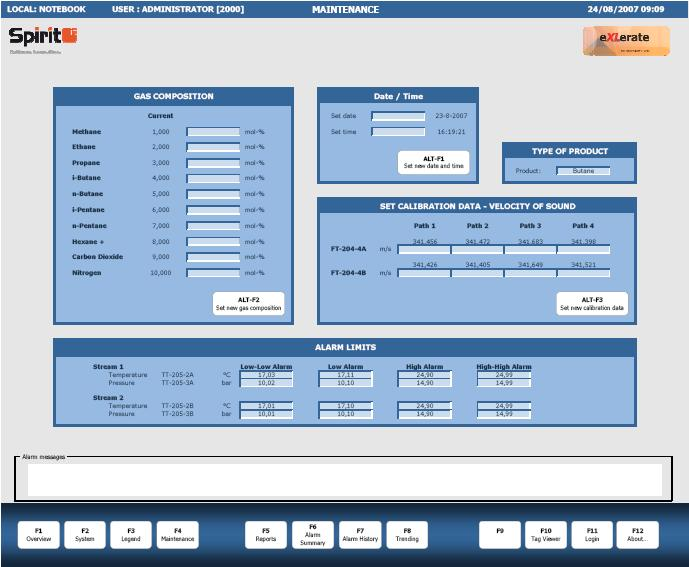 LOCAL: NOTEBOOK USER : ADMINISTRATOR [2000] MAINTENANCE 24/08/2007 09:09
Spirit IT
eXLerate
GAS COMPOSITION
Current
Methane 1,000 mol-%
Ethane 2,000 mol-%
Propane 3,000 mol-%
i-Butane 4,000 mol-%
n-Butane 5,000 mol-%
i-Pentane 6,000 mol-%
n-Pentane 7,000 mol-%
Hexane + 8,000 mol-%
Carbon Dioxide 9,000 mol-%
Nitrogen 10,000 mol-%
ALT-F2
Set new gas composition
Date / Time
Set date 23-8-2007
Set time 16:19:21
ALT-F1
Set new date and time
TYPE OF PRODUCT
Product: Butane
SET CALIBRATION DATA - VELOCITY OF SOUND
Path 1 Path 2 Path 3 Path 4
341,456 341,472 341,683 341,398
FT-204-4A m/s
341,426 341,405 341,649 341,521
FT-204-4B m/s
ALT-F3
Set new calibration data
ALARM LIMITS
Stream 1 Low-Low Alarm Low Alarm High Alarm High-High Alarm
Temperature TT-205-2A °C 17,03 17,11 24,90 24,99
Pressure TT-205-3A bar 10,02 10,10 14,90 14,99
Stream 2
Temperature TT-205-2B °C 17,01 17,10 24,90 24,99
Pressure TT-205-3B bar 10,01 10,10 14,90 14,99
Alarm messages
F1 Overview
F2 System
F3 Legend
F4 Maintenance
F5 Reports
F6 Alarm Summary
F7 Alarm History
F8 Trending
F9
F10 Tag Viewer
F11 Login
F12 About...